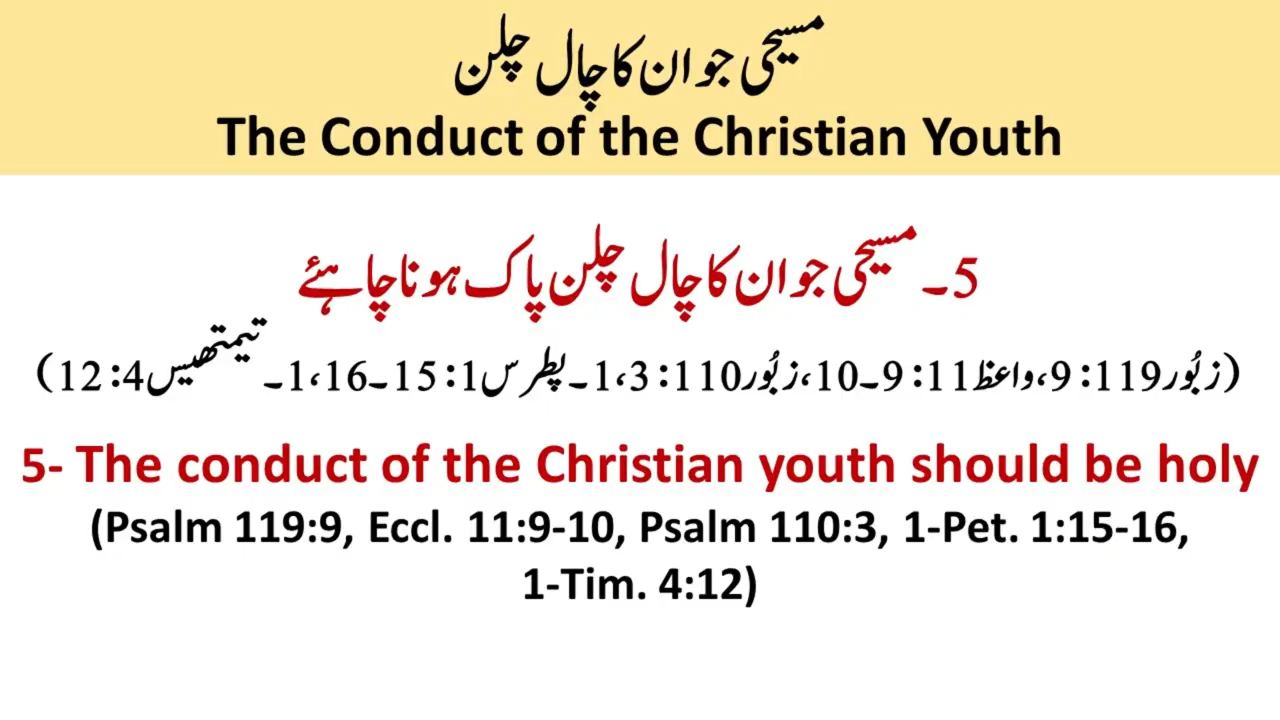 مسیحی جوان کا چال چلن
The Conduct of the Christian Youth
5۔ مسیحی جوان کا چال چلن پاک ہونا چاہئے
(زبُور 119: 9، واعظ 11: 9۔10، زبُور 110: 3، 1۔پطرس 1: 15۔16، 1۔تیمتھیس 4: 12)
5- The conduct of the Christian youth should be holy
(Psalm 119:9, Eccl. 11:9-10, Psalm 110:3, 1-Pet. 1:15-16,
1-Tim. 4:12)